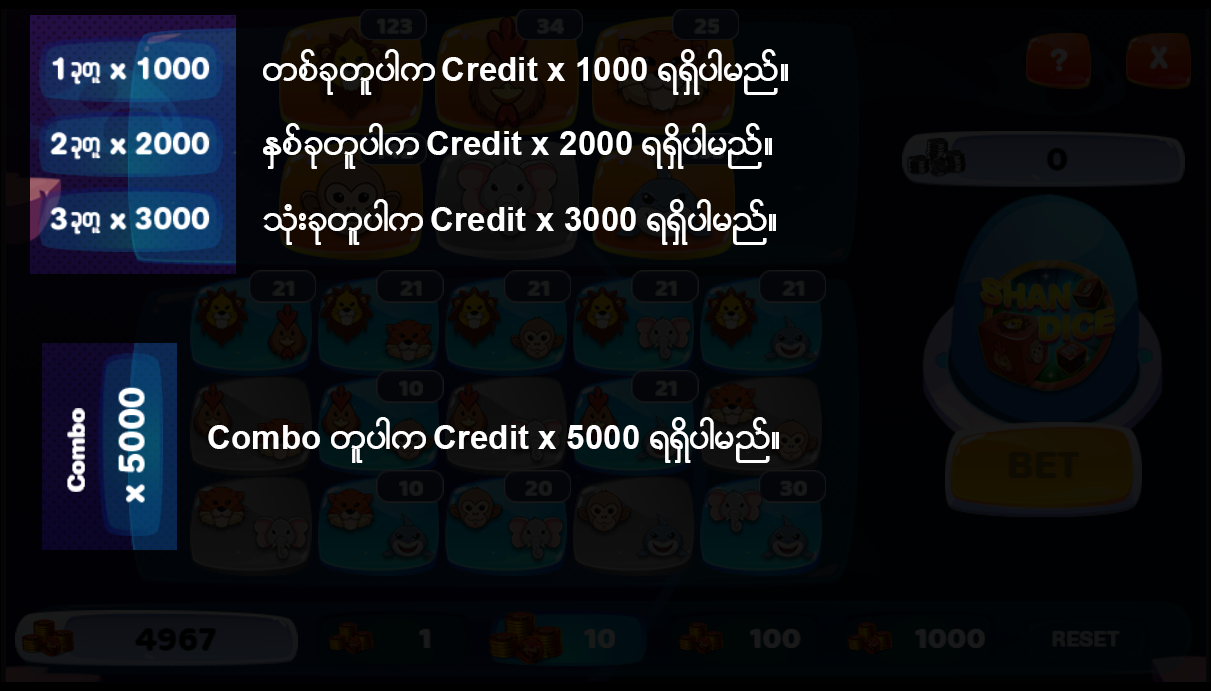 123 34 25
1ခုတူ x 1000 တစ်ခုတူပါက Credit x 1000 ရရှိပါမည်။
? X
2ခုတူ x 2000 နှစ်ခုတူပါက Credit x 2000 ရရှိပါမည်။
0
3ခုတူ x 3000 သုံးခုတူပါက Credit x 3000 ရရှိပါမည်။
21 21 21 21 21
SHAN
DICE
10 21
Combo
x 5000
Combo တူပါက Credit x 5000 ရရှိပါမည်။
BET
10 20 30
4967 1 10 100 1000 RESET